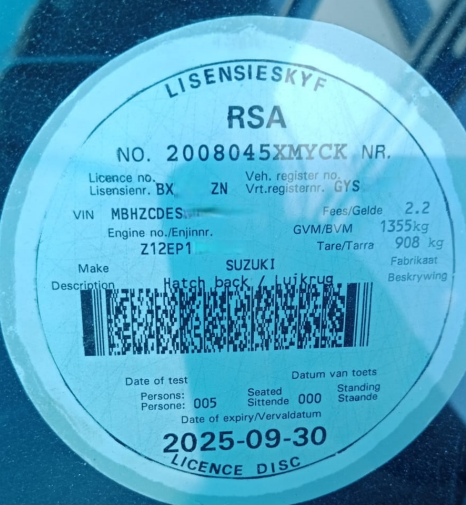 LISENSIESKYF
RSA
NO. 2008045XMYCK NR.
Licence no. Veh. register no.
Lisensienr. BX ZN Vrt.registernr. GYS
VIN MBHZCDES Fees/Gelde 2.2
Engine no./Enjinnr. GVM/BVM 1355kg
Z12EP1 Tare/Tarra 908 kg
Make SUZUKI Fabrikaat
Description Hatch back / Luikrug Beskrywing
Date of test Datum van toets
Persons: Seated Standing
Persone: 005 Sittende 000 Staande
Date of expiry/Vervaldatum
2025-09-30
LICENCE DISC